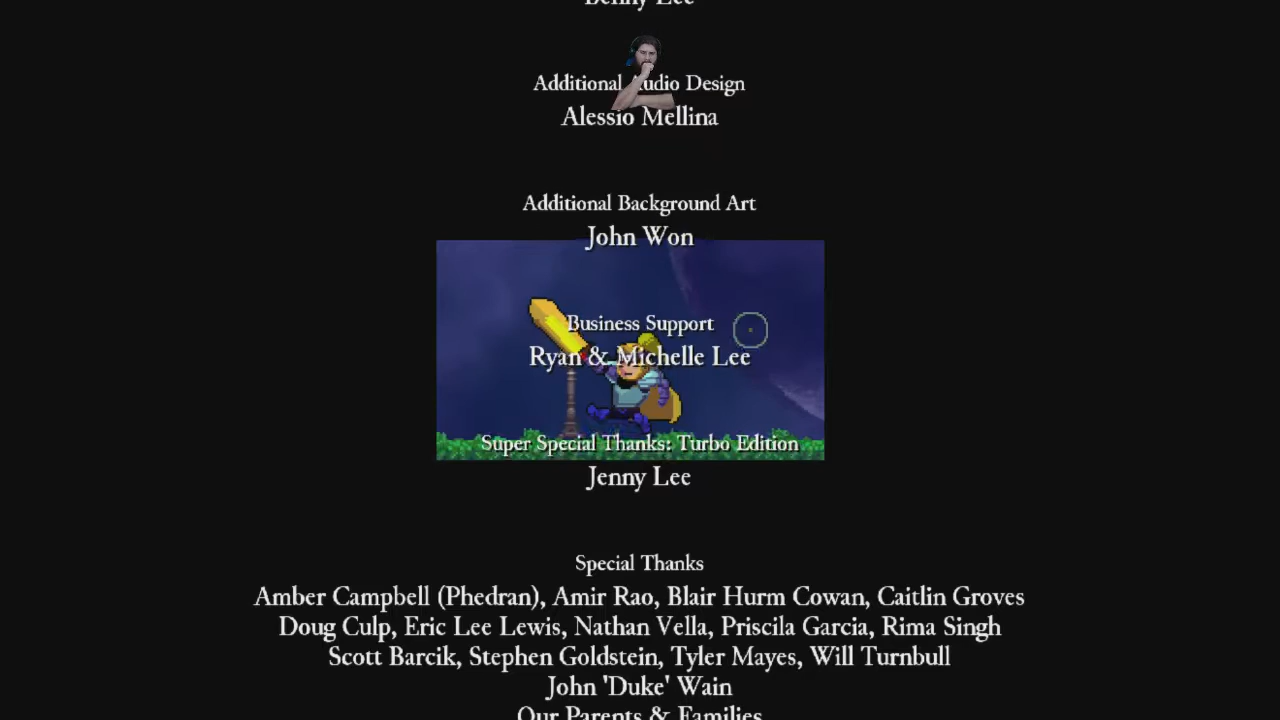 Benny Lee
Additional Audio Design
Alessio Mellina
Additional Background Art
John Won
Business Support
Ryan & Michelle Lee
Super Special Thanks: Turbo Edition
Jenny Lee
Special Thanks
Amber Campbell (Phedran), Amir Rao, Blair Hurm Cowan, Caitlin Groves
Doug Culp, Eric Lee Lewis, Nathan Vella, Priscila Garcia, Rima Singh
Scott Barcik, Stephen Goldstein, Tyler Mayes, Will Turnbull
John 'Duke' Wain
Our Parents & Families